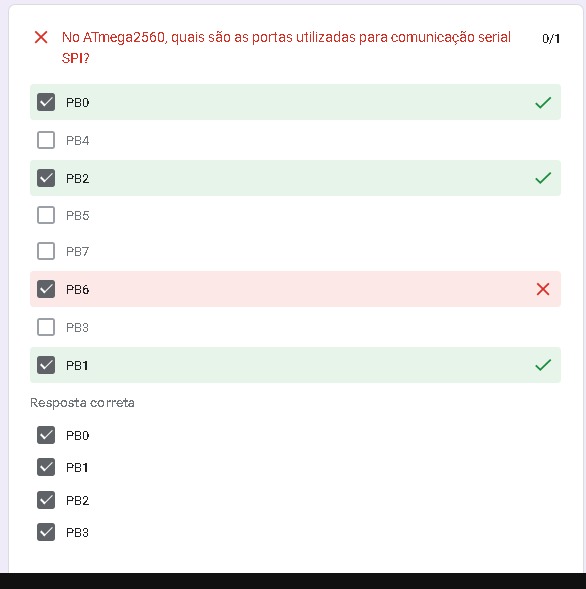 No ATmega2560, quais são as portas utilizadas para comunicação serial 0/1
SPI?
PB0
PB4
PB2
PB5
PB7
PB6
PB3
PB1
Resposta correta
PB0
PB1
PB2
PB3